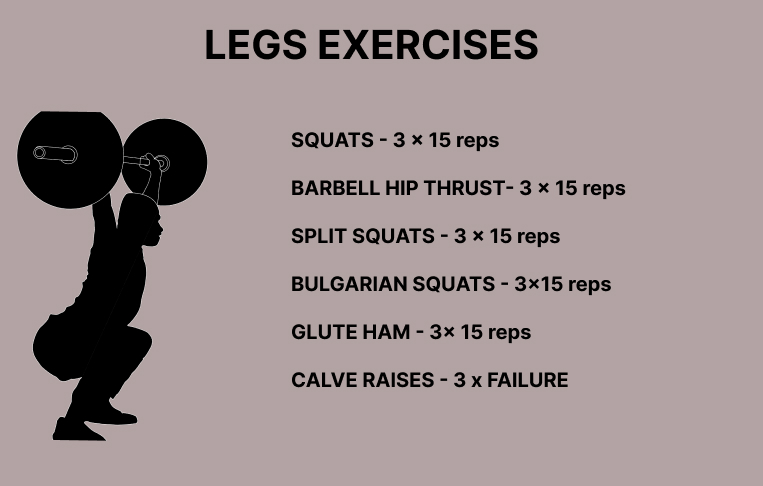 LEGS EXERCISES
SQUATS - 3 × 15 reps
BARBELL HIP THRUST- 3 × 15 reps
SPLIT SQUATS - 3 × 15 reps
BULGARIAN SQUATS - 3×15 reps
GLUTE HAM - 3× 15 reps
CALVE RAISES - 3 x FAILURE